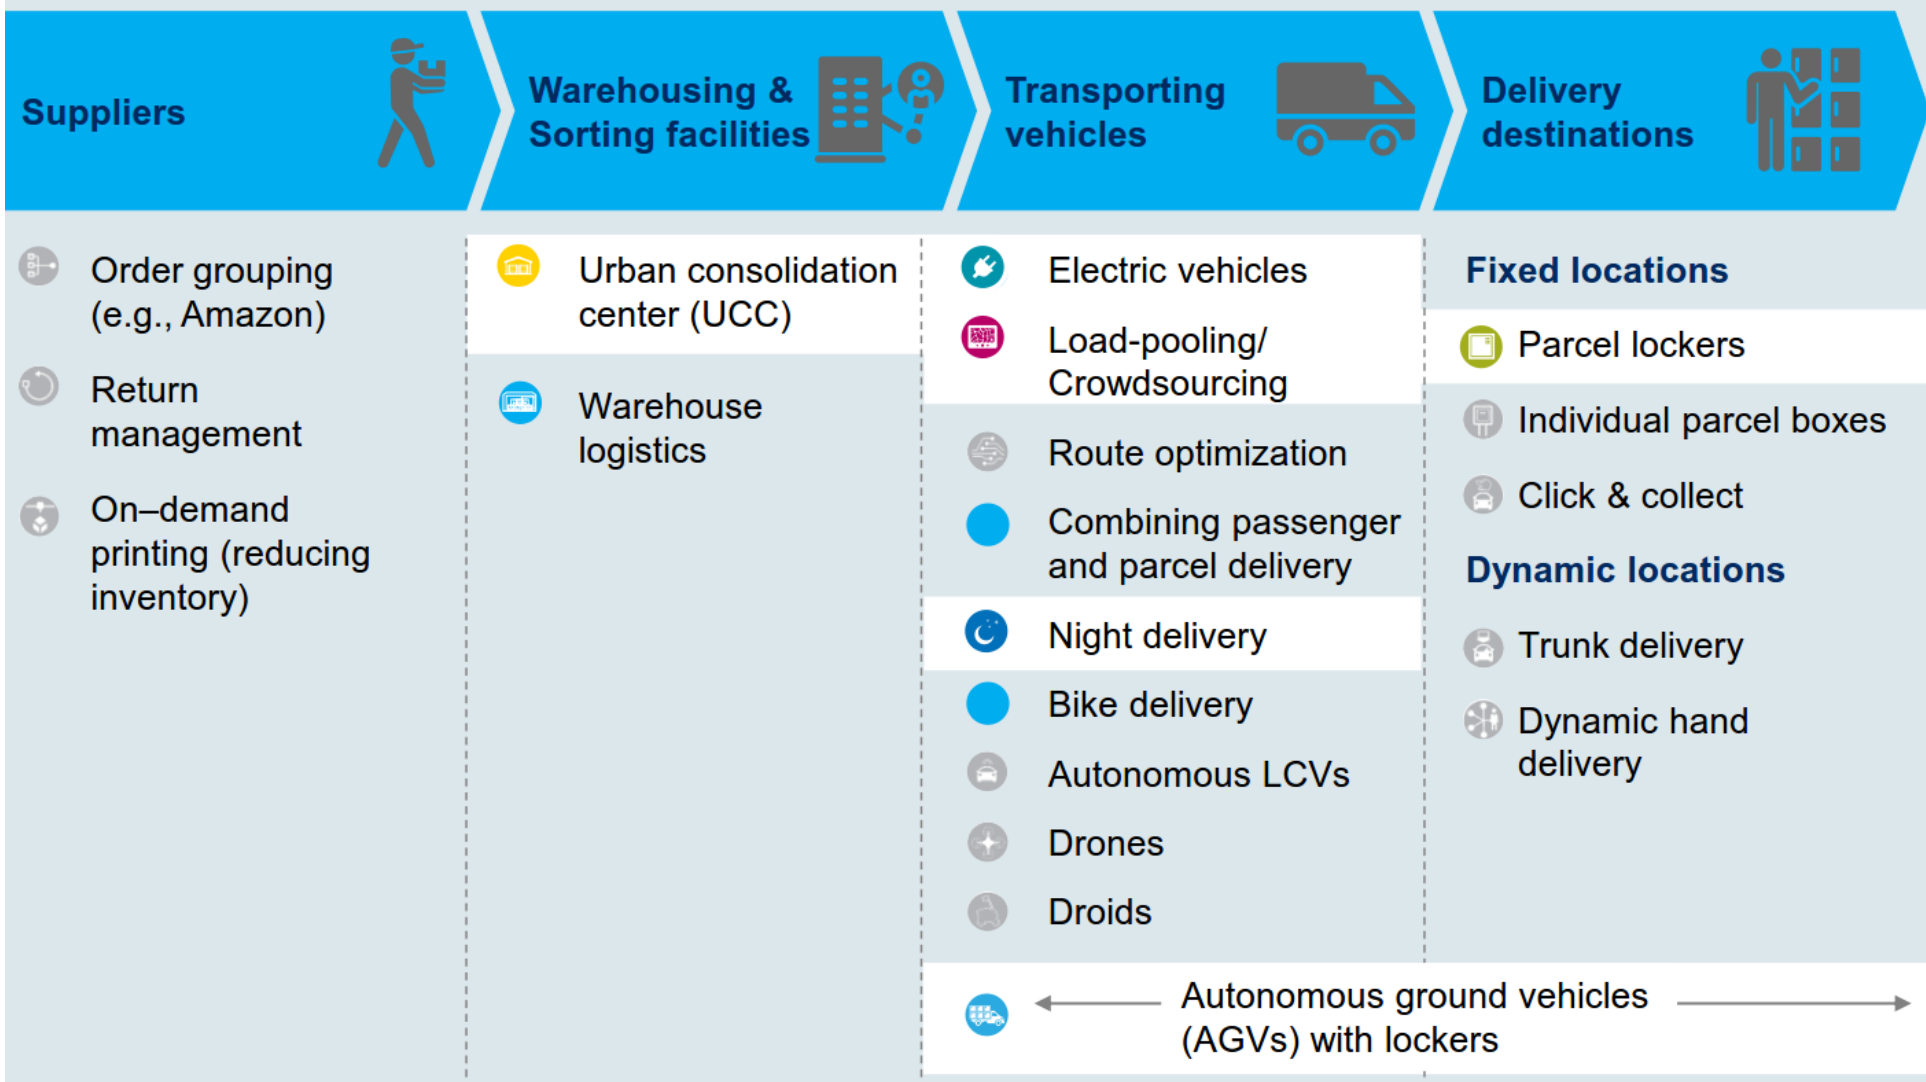 Suppliers
Warehousing &
Sorting facilities
Transporting
vehicles
Delivery
destinations
Order grouping
(e.g., Amazon)
Return
management
On–demand
printing (reducing
inventory)
Urban consolidation
center (UCC)
Warehouse
logistics
Electric vehicles
Load-pooling/
Crowdsourcing
Route optimization
Combining passenger
and parcel delivery
Night delivery
Bike delivery
Autonomous LCVs
Drones
Droids
Fixed locations
Parcel lockers
Individual parcel boxes
Click & collect
Dynamic locations
Trunk delivery
Dynamic hand
delivery
Autonomous ground vehicles
(AGVs) with lockers